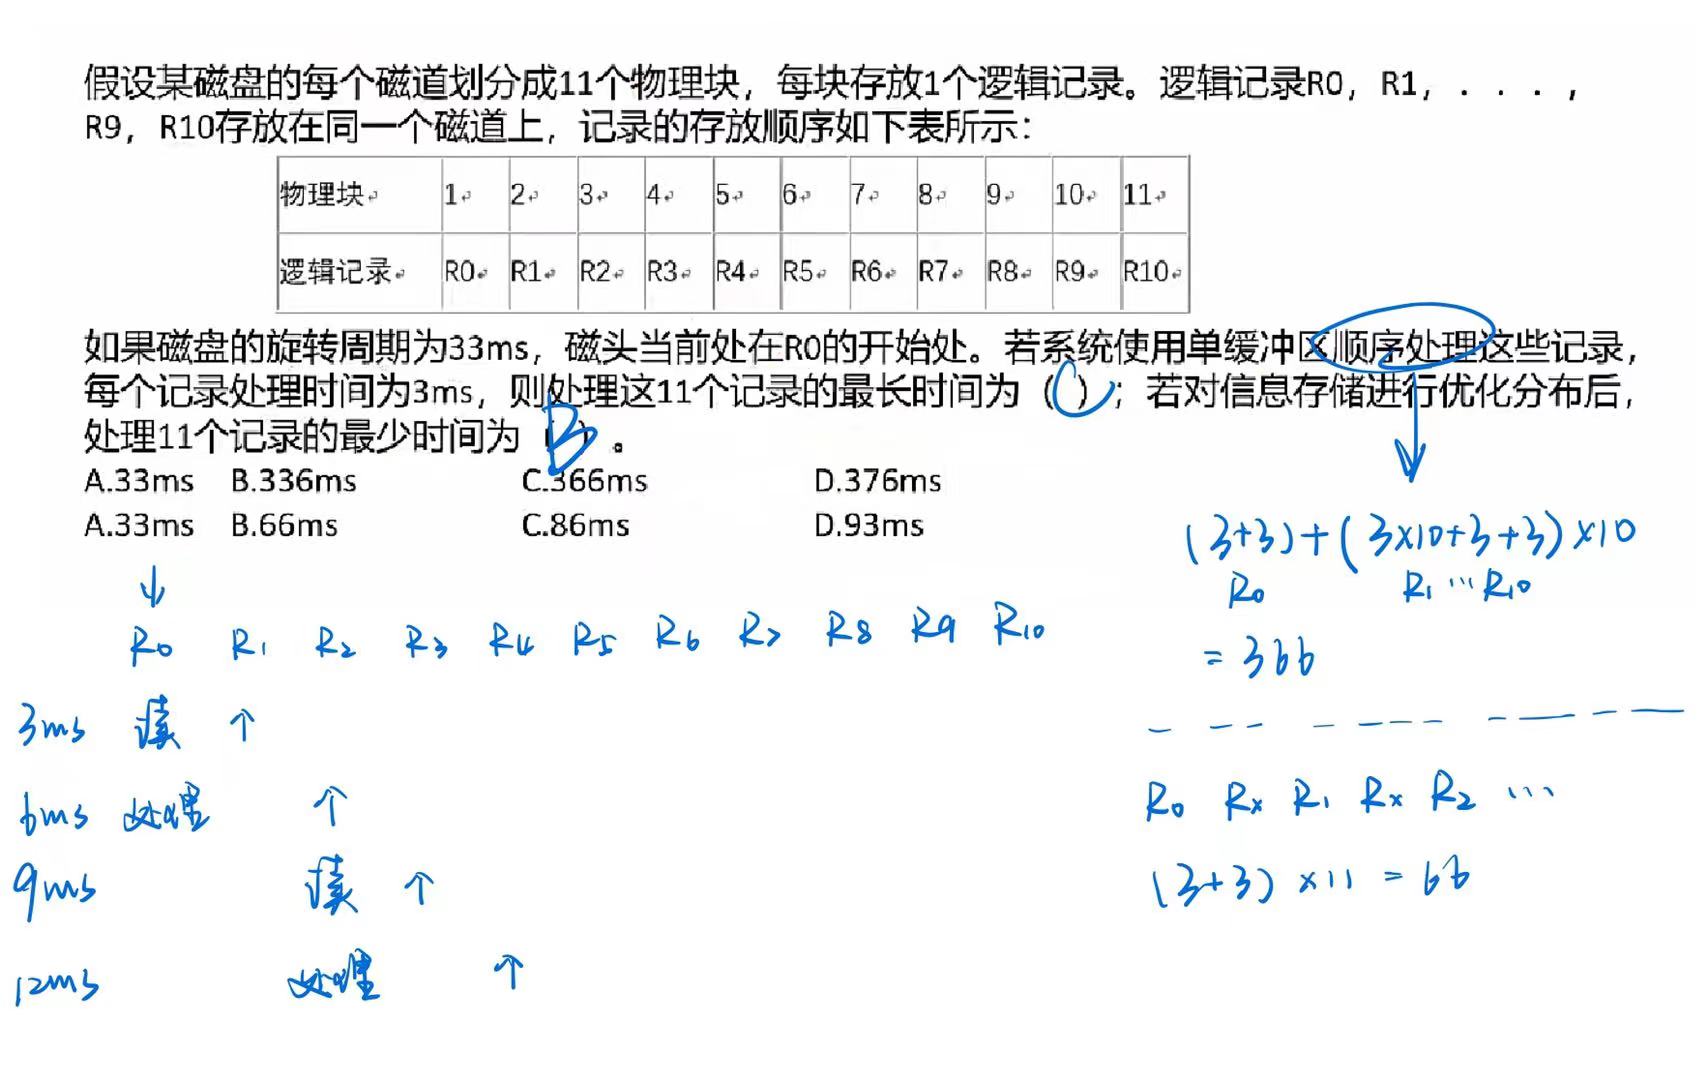 假设某磁盘的每个磁道划分成11个物理块，每块存放1个逻辑记录。逻辑记录R0，R1，．．．．，
R9，R10存放在同一个磁道上，记录的存放顺序如下表所示：
物理块 1 2 3 4 5 6 7 8 9 10 11
逻辑记录 R0 R1 R2 R3 R4 R5 R6 R7 R8 R9 R10
如果磁盘的旋转周期为33ms，磁头当前处在R0的开始处。若系统使用单缓冲区顺序处理这些记录，
每个记录处理时间为3ms，则处理这11个记录的最长时间为（C）；若对信息存储进行优化分布后，
处理11个记录的最少时间为（B）。
A.33ms B.336ms C.366ms D.376ms
A.33ms B.66ms C.86ms D.93ms
(3+3)+(3×10+3+3)×10
R0 R1 … R10
= 366
↓
R0 R1 R2 R3 R4 R5 R6 R7 R8 R9 R10
3ms 读 ↑
6ms 处理 ↑
9ms 读 ↑
12ms 处理 ↑
R0 Rx R1 Rx R2 …
(3+3) ×11 = 66